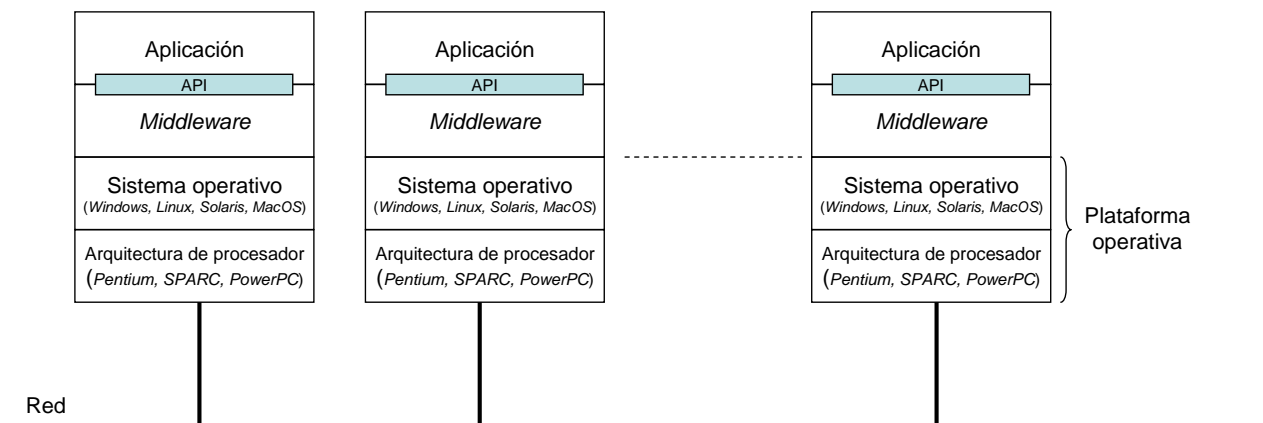 Aplicación
API
Middleware
Sistema operativo
(Windows, Linux, Solaris, MacOS)
Arquitectura de procesador
(Pentium, SPARC, PowerPC)
Aplicación
API
Middleware
Sistema operativo
(Windows, Linux, Solaris, MacOS)
Arquitectura de procesador
(Pentium, SPARC, PowerPC)
Aplicación
API
Middleware
Sistema operativo
(Windows, Linux, Solaris, MacOS)
Arquitectura de procesador
(Pentium, SPARC, PowerPC)
Plataforma
operativa
Red